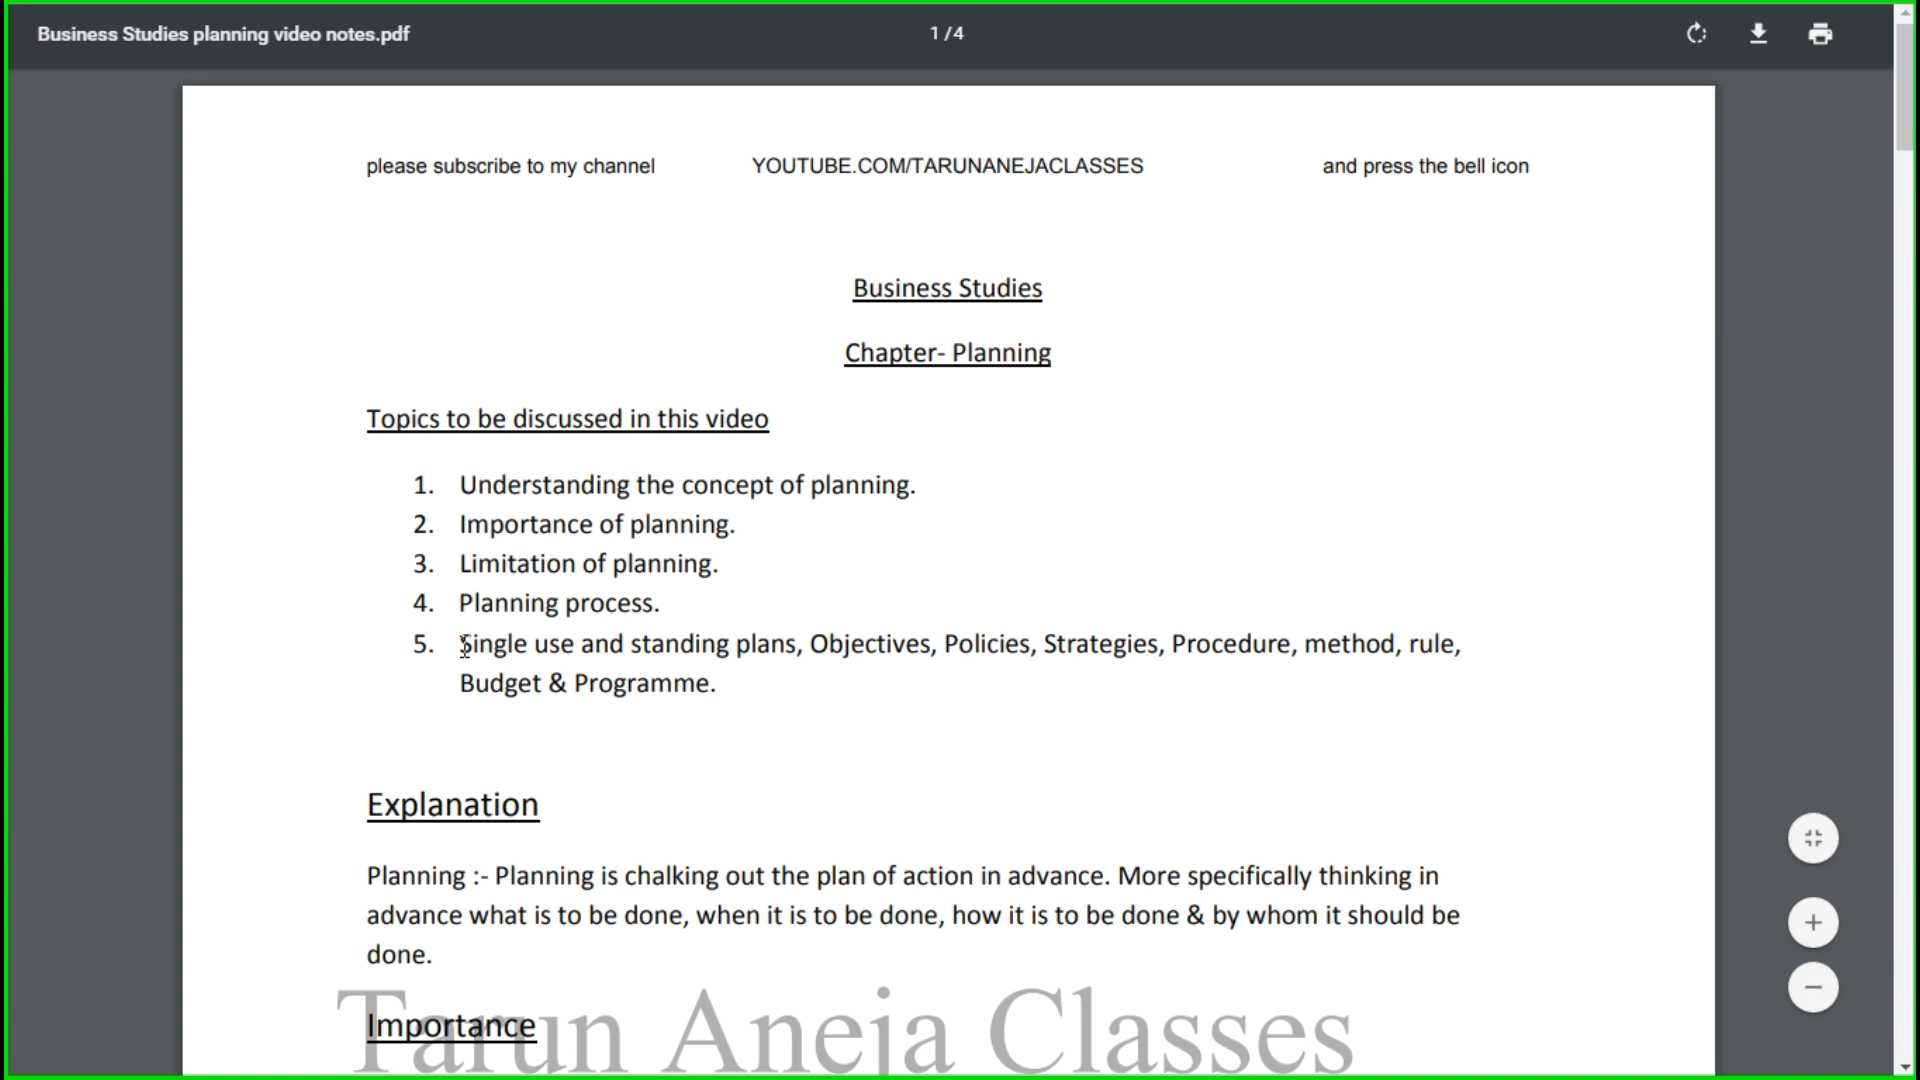 Business Studies planning video notes.pdf
1 / 4
please subscribe to my channel YOUTUBE.COM/TARUNANEJACLASSES and press the bell icon
Business Studies
Chapter- Planning
Topics to be discussed in this video
1. Understanding the concept of planning.
2. Importance of planning.
3. Limitation of planning.
4. Planning process.
5. Single use and standing plans, Objectives, Policies, Strategies, Procedure, method, rule,
Budget & Programme.
Explanation
Planning :- Planning is chalking out the plan of action in advance. More specifically thinking in
advance what is to be done, when it is to be done, how it is to be done & by whom it should be
done.
Importance
Tarun Aneja Classes